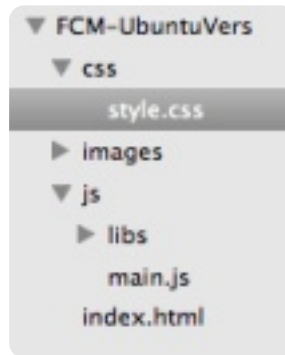 FCM-UbuntuVers
css
style.css
images
js
libs
main.js
index.html